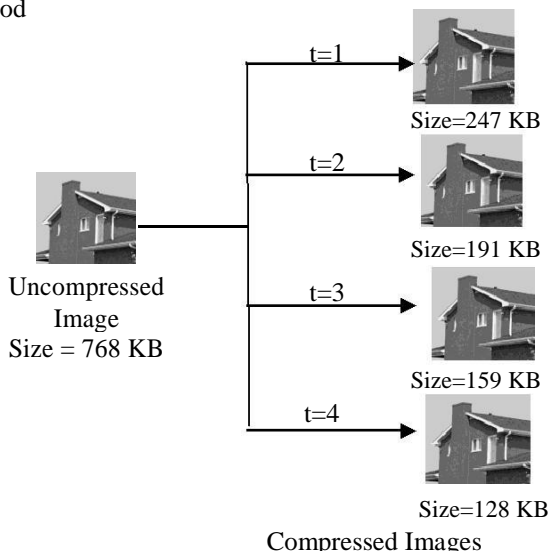 od
t=1
Size=247 KB
t=2
Size=191 KB
Uncompressed
Image
Size = 768 KB
t=3
Size=159 KB
t=4
Size=128 KB
Compressed Images